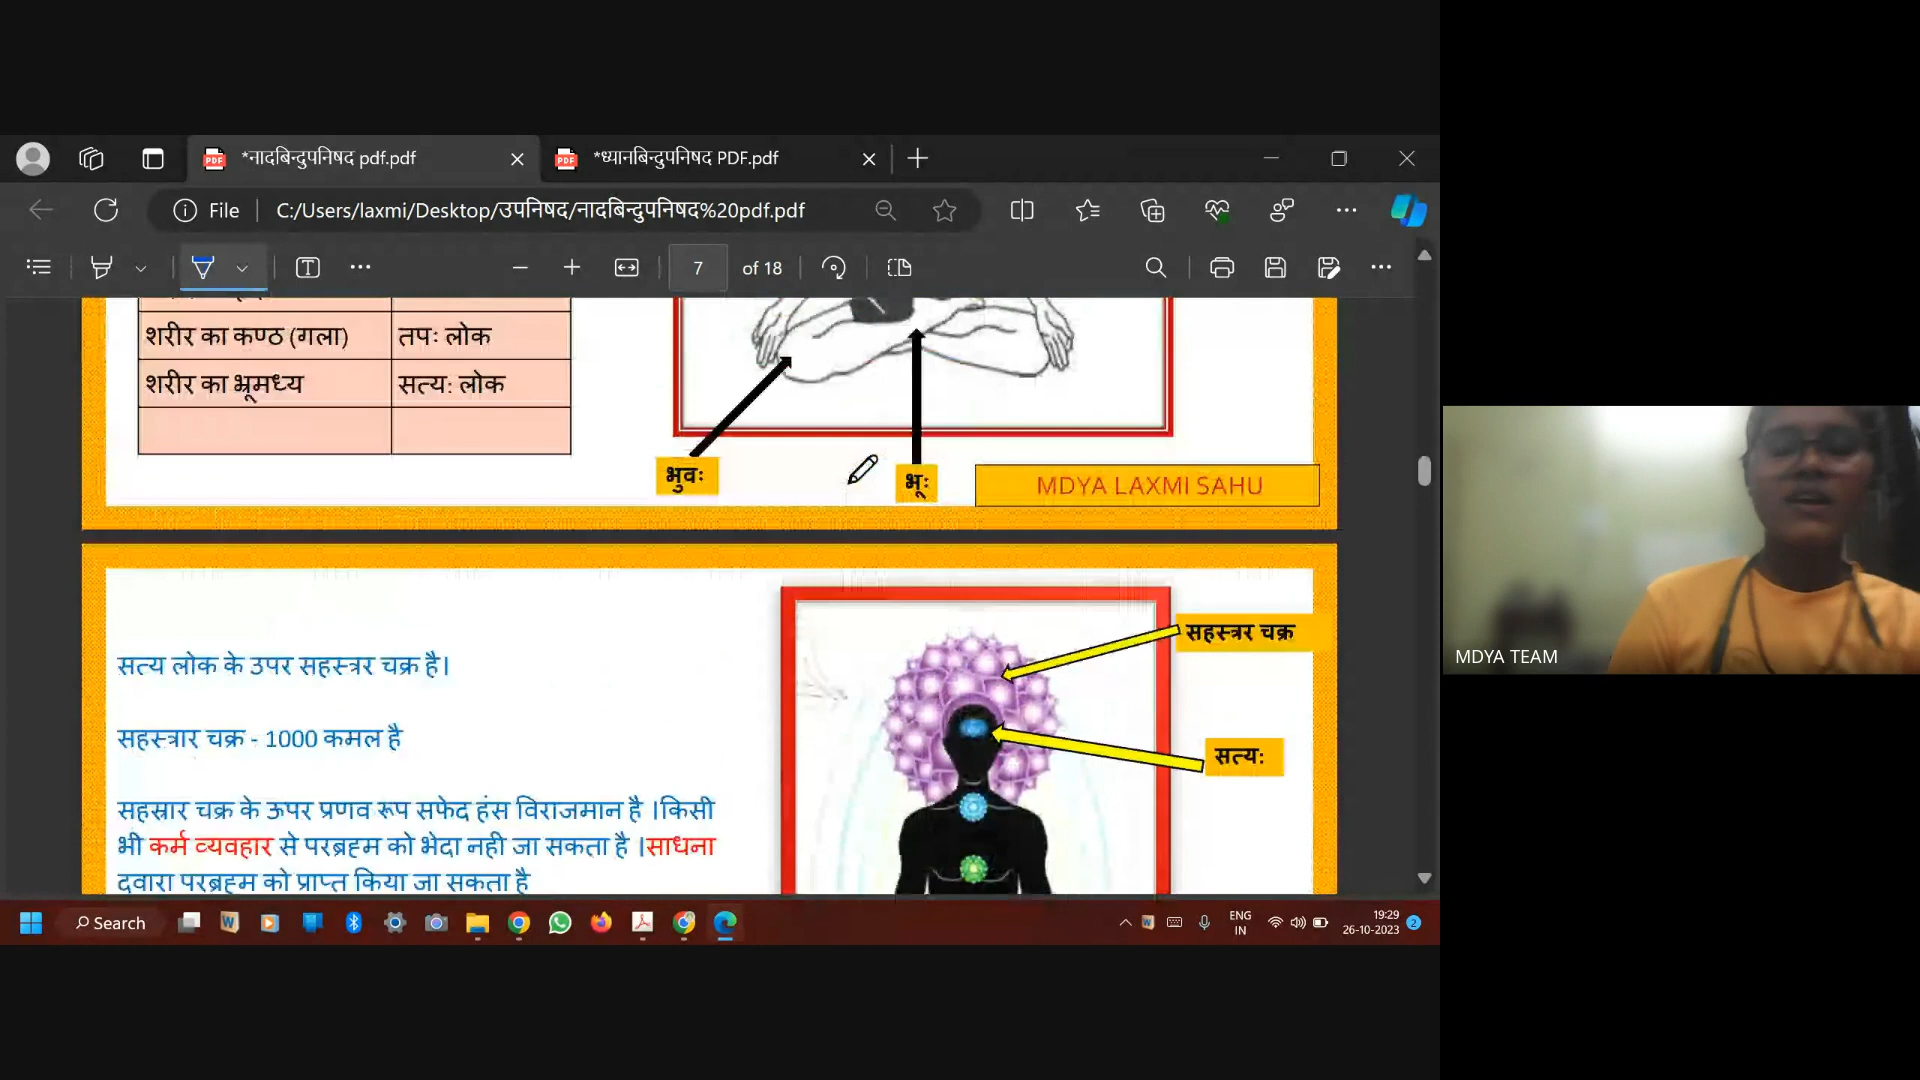 *नादबिन्दुपनिषद pdf.pdf
*ध्यानबिन्दुपनिषद PDF.pdf
File
C:/Users/laxmi/Desktop/उपनिषद/नादबिन्दुपनिषद%20pdf.pdf
7 of 18
शरीर का कण्ठ (गला) तपः लोक
शरीर का भ्रूमध्य सत्य: लोक
भुवः
भूः
MDYA LAXMI SAHU
सहस्त्रर चक्र
सत्य लोक के उपर सहस्त्रर चक्र है।
सहस्त्रार चक्र - 1000 कमल है
सत्य:
सहस्रार चक्र के ऊपर प्रणव रूप सफेद हंस विराजमान है ।किसी
भी कर्म व्यवहार से परब्रह्म को भेदा नही जा सकता है ।साधना
दवारा परब्रह्म को प्राप्त किया जा सकता है
MDYA TEAM
Search
ENG
IN
19:29
26-10-2023
2